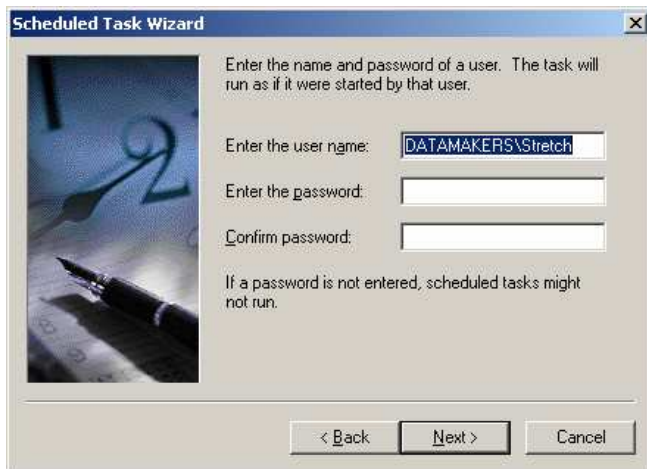 Scheduled Task Wizard
Enter the name and password of a user. The task will
run as if it were started by that user.
Enter the user name: DATAMAKERS\Stretch
Enter the password:
Confirm password:
If a password is not entered, scheduled tasks might
not run.
< Back Next > Cancel